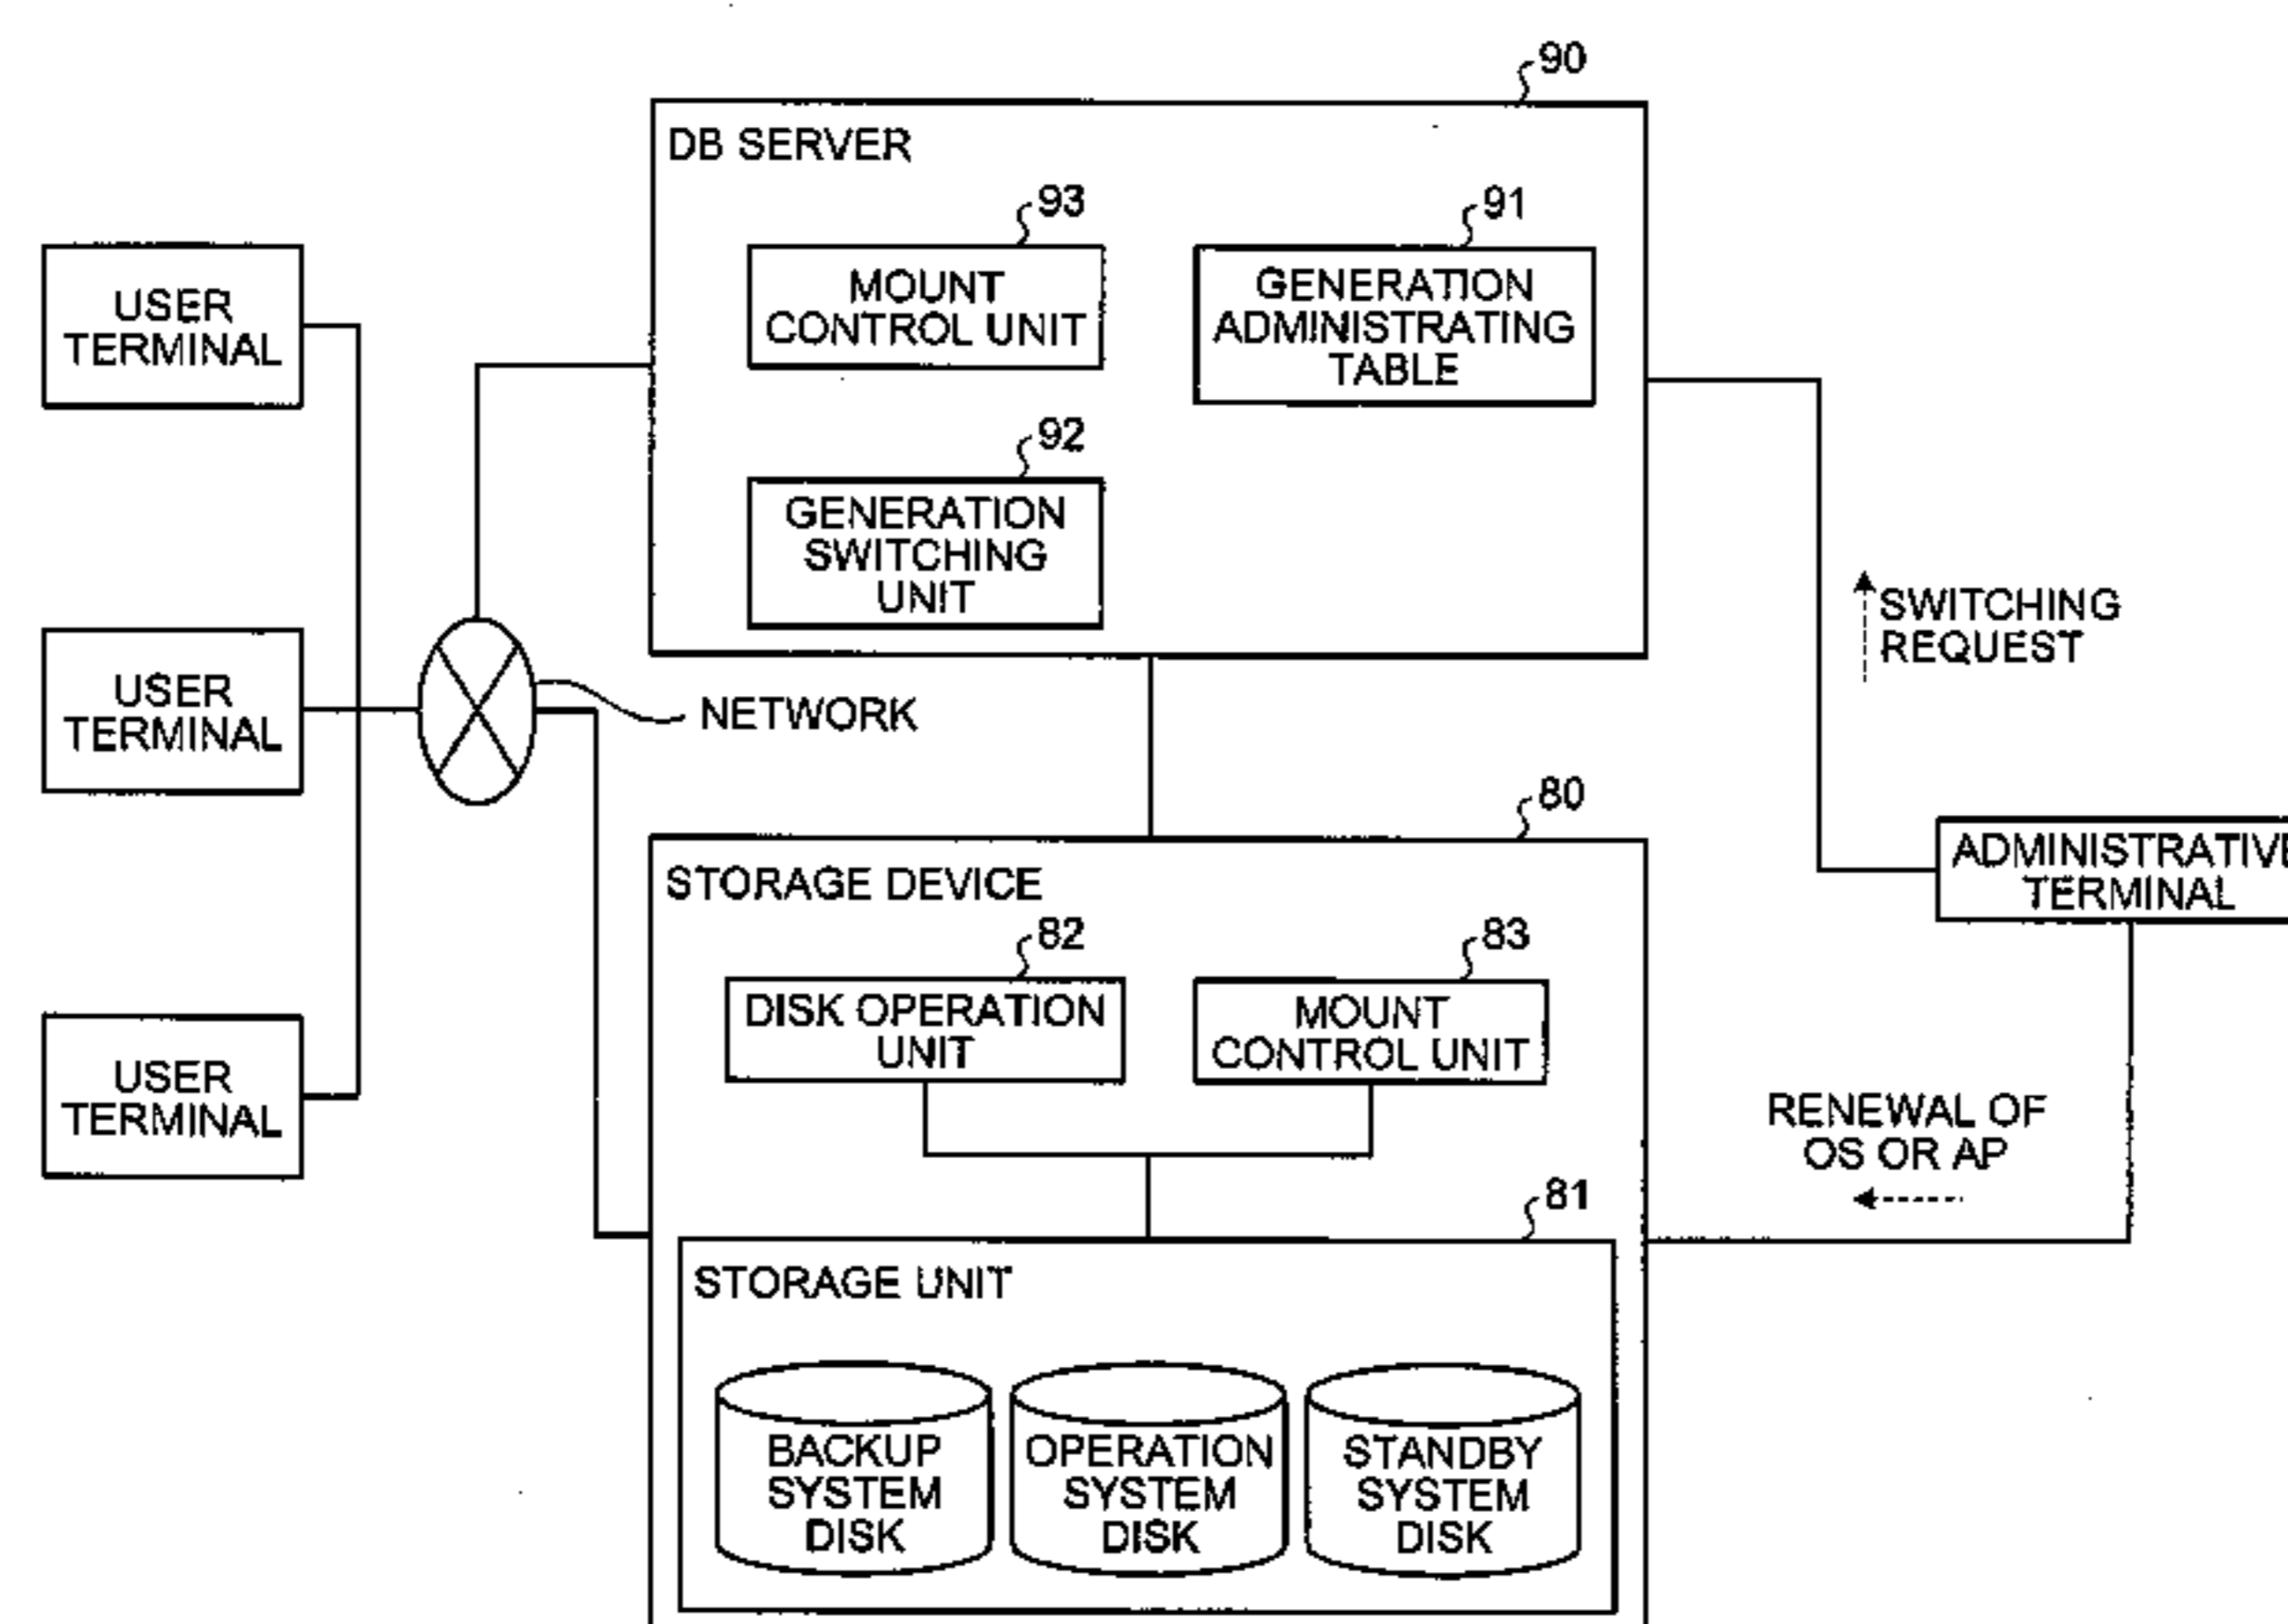 90
DB SERVER
93
MOUNT
CONTROL UNIT
91
GENERATION
ADMINISTRATING
TABLE
92
GENERATION
SWITCHING
UNIT
USER
TERMINAL
USER
TERMINAL
USER
TERMINAL
NETWORK
SWITCHING
REQUEST
80
STORAGE DEVICE
82
DISK OPERATION
UNIT
83
MOUNT
CONTROL UNIT
ADMINISTRATIVE
TERMINAL
RENEWAL OF
OS OR AP
81
STORAGE UNIT
BACKUP
SYSTEM
DISK
OPERATION
SYSTEM
DISK
STANDBY
SYSTEM
DISK